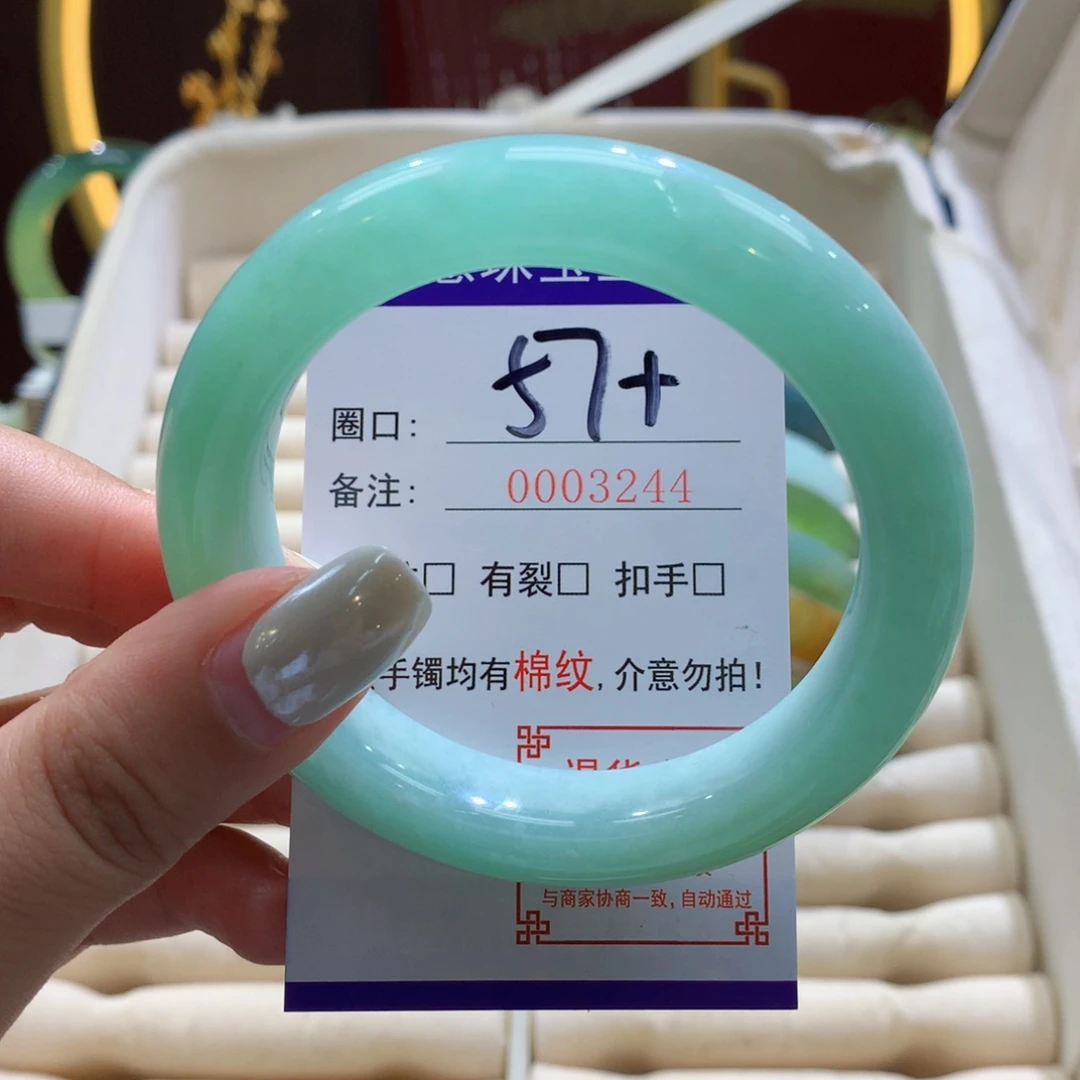 圈口： 57+
备注： 0003244
有裂□ 扣手□
手镯均有棉纹，介意勿拍！
与商家协商一致，自动通过